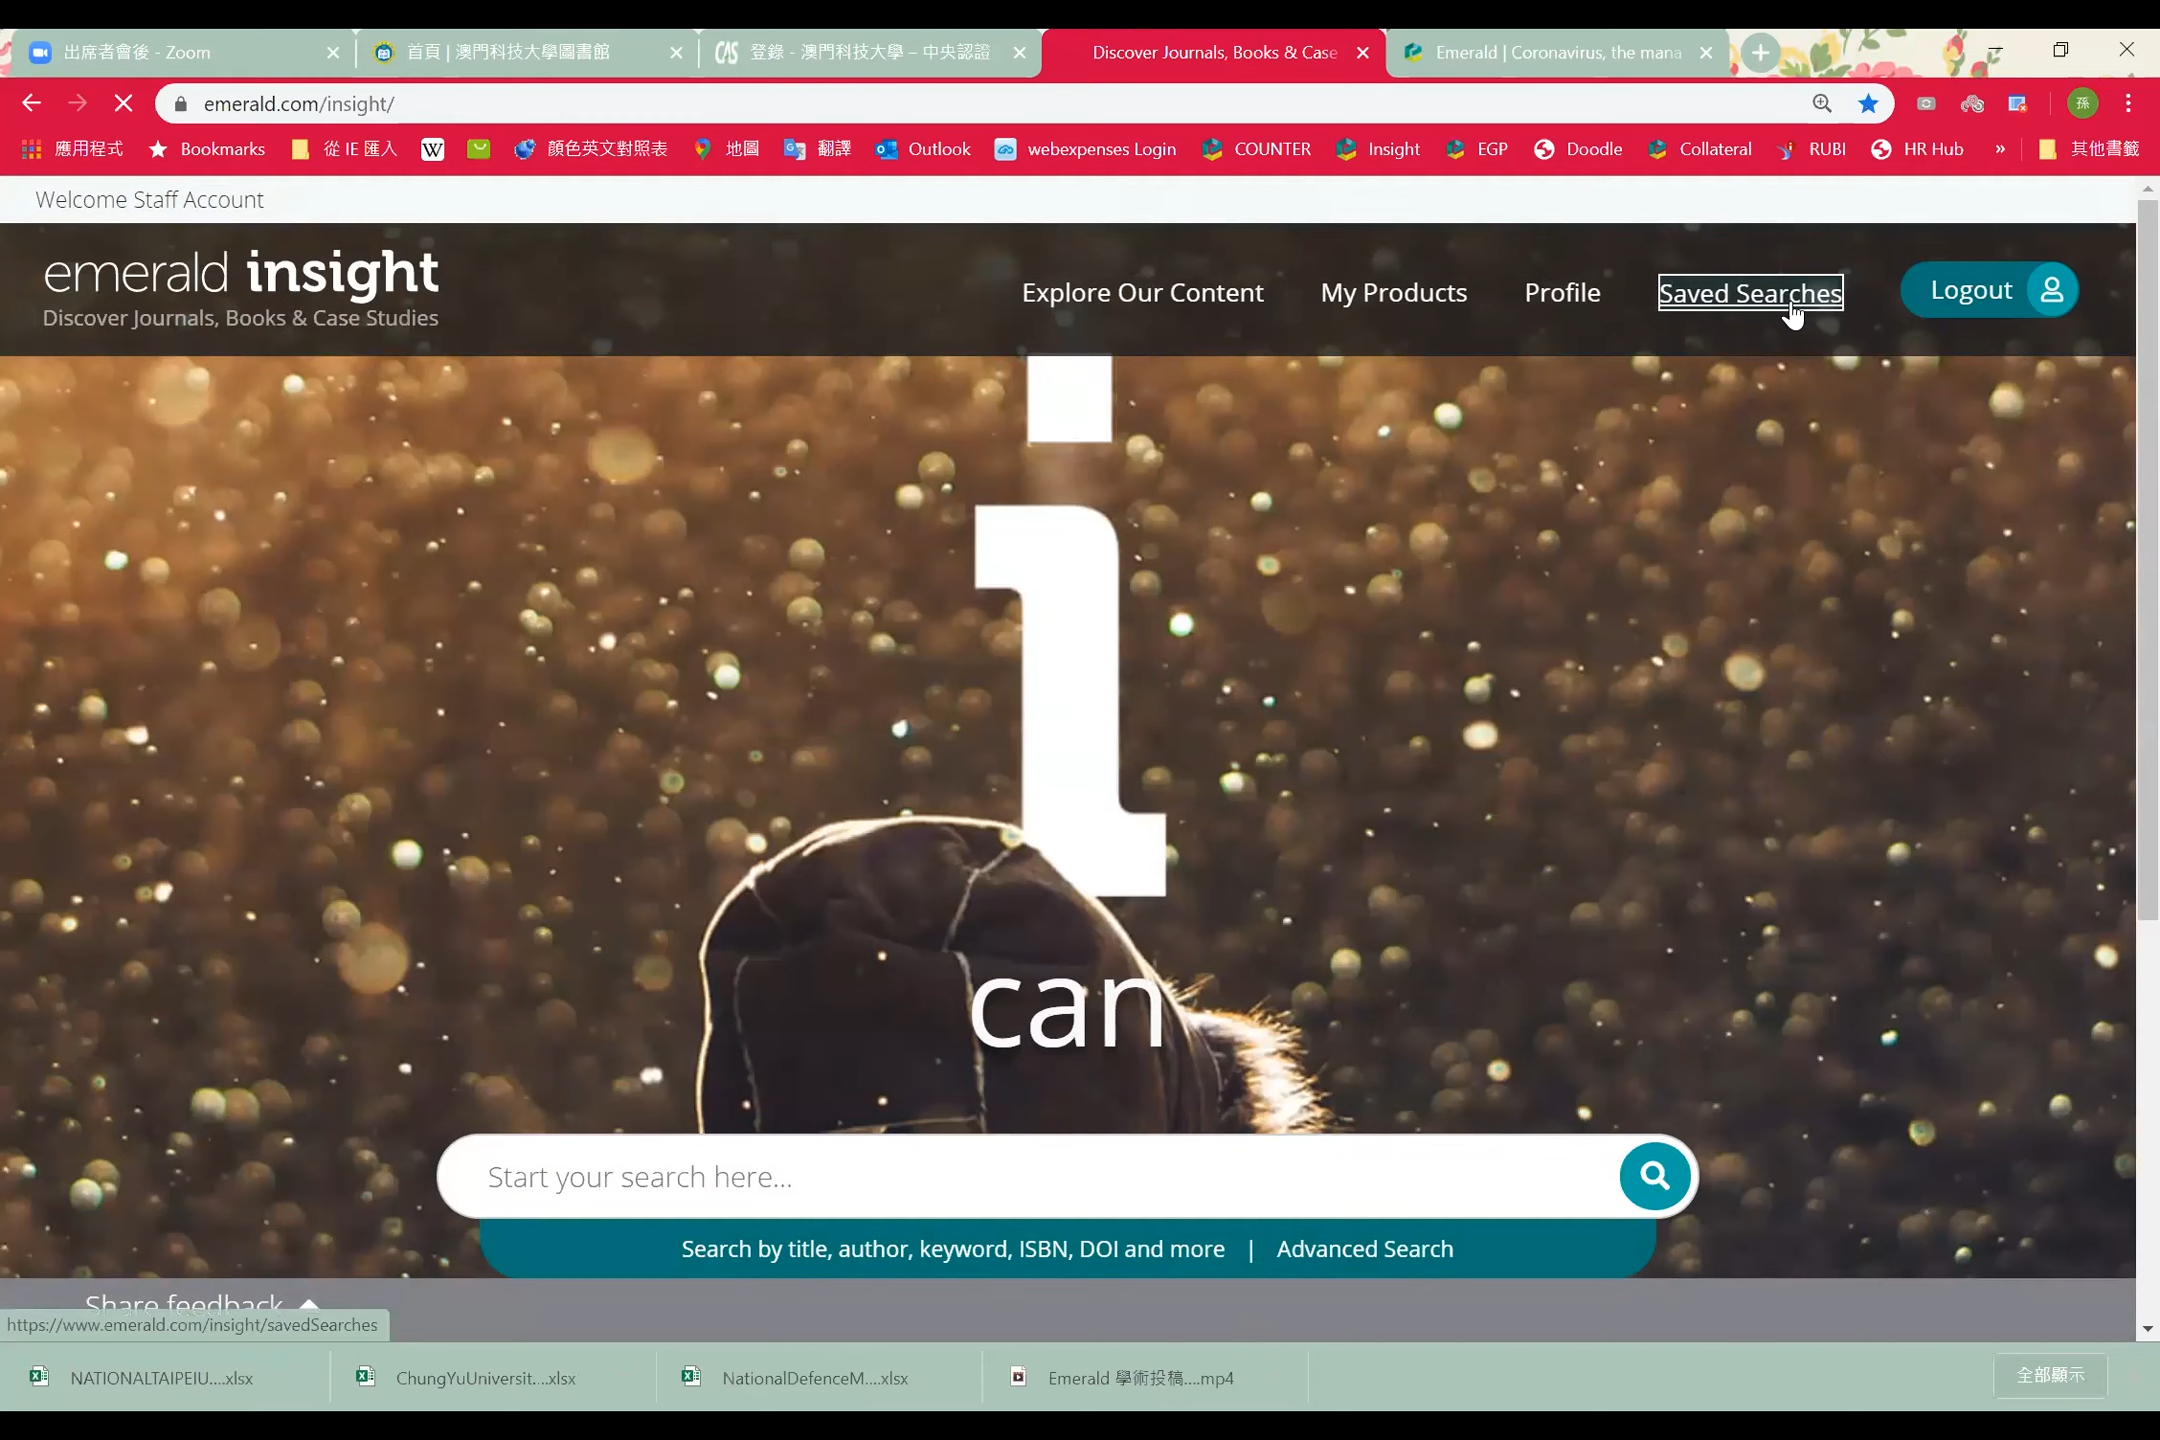 出席者會後 - Zoom
首頁 | 澳門科技大學圖書館
CAS 登錄 - 澳門科技大學 – 中央認證
Discover Journals, Books & Case
Emerald | Coronavirus, the mana
emerald.com/insight/
孫
應用程式
Bookmarks
從 IE 匯入
W
顏色英文對照表
地圖
翻譯
Outlook
webexpenses Login
COUNTER
Insight
EGP
Doodle
Collateral
RUBI
HR Hub
»
其他書籤
Welcome Staff Account
emerald insight
Discover Journals, Books & Case Studies
Explore Our Content
My Products
Profile
Saved Searches
Logout
i
can
Start your search here...
Search by title, author, keyword, ISBN, DOI and more | Advanced Search
Share feedback
https://www.emerald.com/insight/savedSearches
NATIONALTAIPEIU....xlsx
ChungYuUniversit....xlsx
NationalDefenceM....xlsx
Emerald 學術投稿....mp4
全部顯示